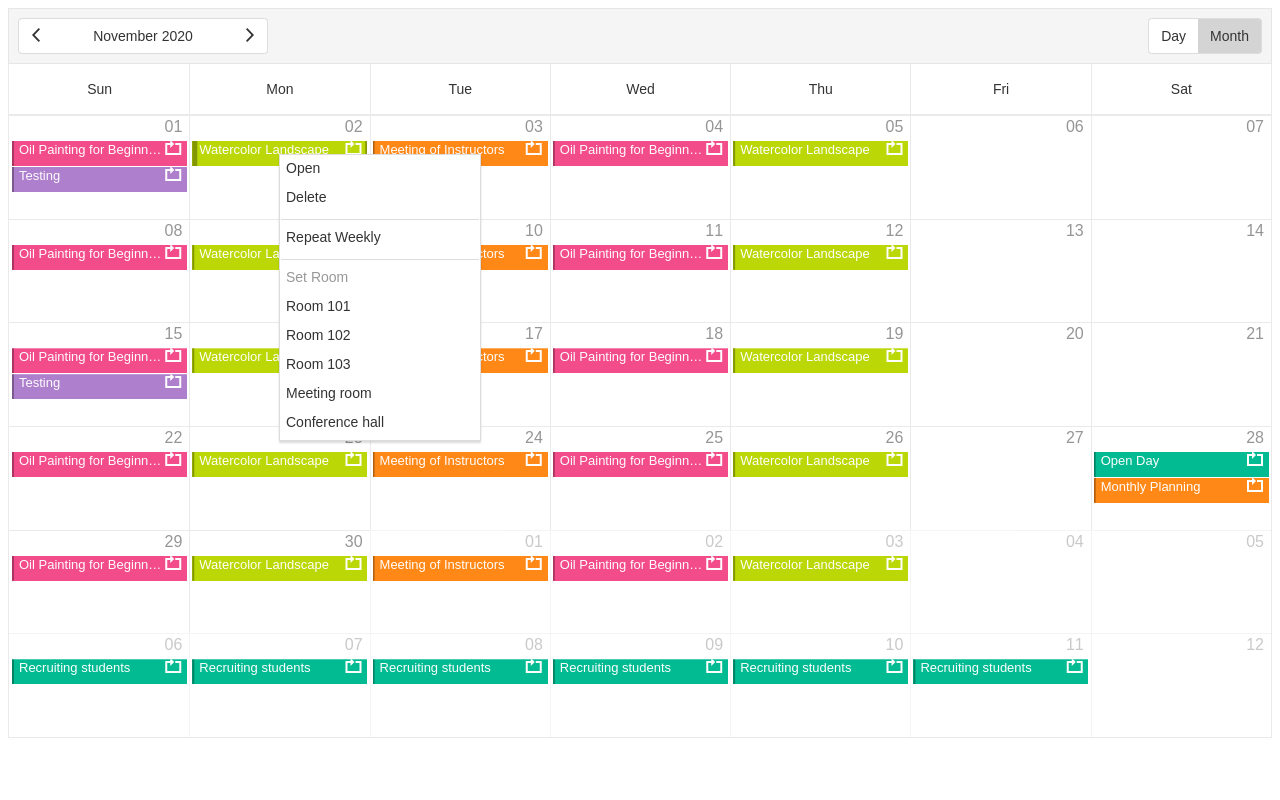 November 2020
Day Month
Sun Mon Tue Wed Thu Fri Sat
01 02 03 04 05 06 07
Oil Painting for Beginn… Watercolor Landscape Meeting of Instructors Oil Painting for Beginn… Watercolor Landscape
Testing
Open
Delete
Repeat Weekly
Set Room
Room 101
Room 102
Room 103
Meeting room
Conference hall
08 10 11 12 13 14
Oil Painting for Beginn… Watercolor La ctors Oil Painting for Beginn… Watercolor Landscape
15 17 18 19 20 21
Oil Painting for Beginn… Watercolor La ctors Oil Painting for Beginn… Watercolor Landscape
Testing
22 24 25 26 27 28
Oil Painting for Beginn… Watercolor Landscape Meeting of Instructors Oil Painting for Beginn… Watercolor Landscape Open Day
Monthly Planning
29 30 01 02 03 04 05
Oil Painting for Beginn… Watercolor Landscape Meeting of Instructors Oil Painting for Beginn… Watercolor Landscape
06 07 08 09 10 11 12
Recruiting students Recruiting students Recruiting students Recruiting students Recruiting students Recruiting students